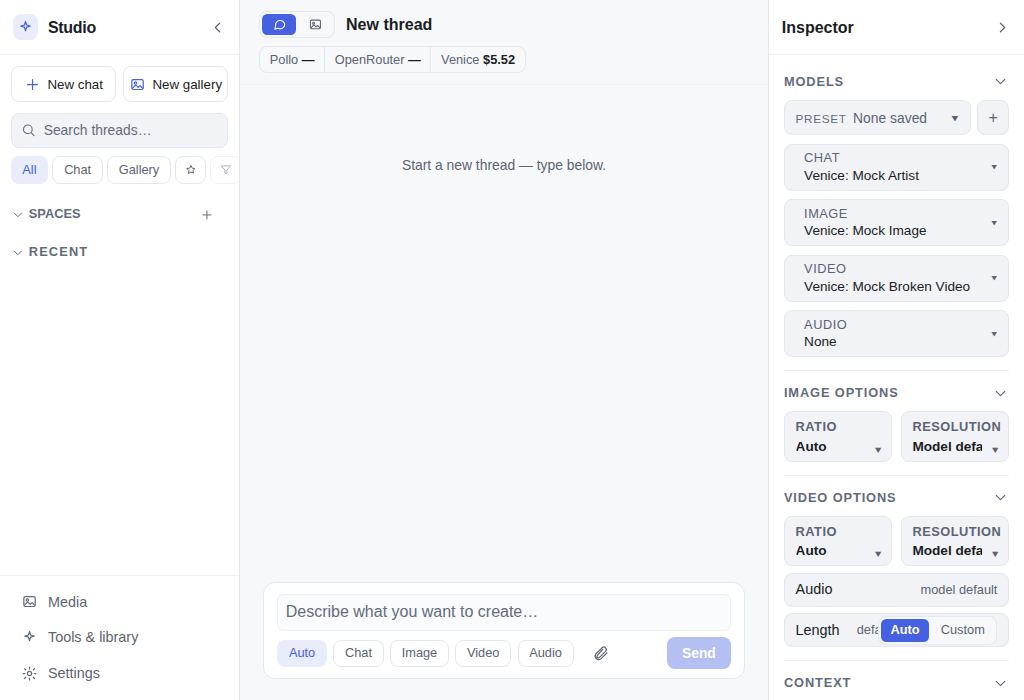 Studio
New chat
New gallery
Search threads…
All
Chat
Gallery
SPACES
RECENT
Media
Tools & library
Settings
New thread
Pollo —
OpenRouter —
Venice $5.52
Start a new thread — type below.
Describe what you want to create…
Auto
Chat
Image
Video
Audio
Send
Inspector
MODELS
PRESET None saved
+
CHAT
Venice: Mock Artist
IMAGE
Venice: Mock Image
VIDEO
Venice: Mock Broken Video
AUDIO
None
IMAGE OPTIONS
RATIO
Auto
RESOLUTION
Model defa
VIDEO OPTIONS
RATIO
Auto
RESOLUTION
Model defa
Audio
model default
Length
defa
Auto
Custom
CONTEXT